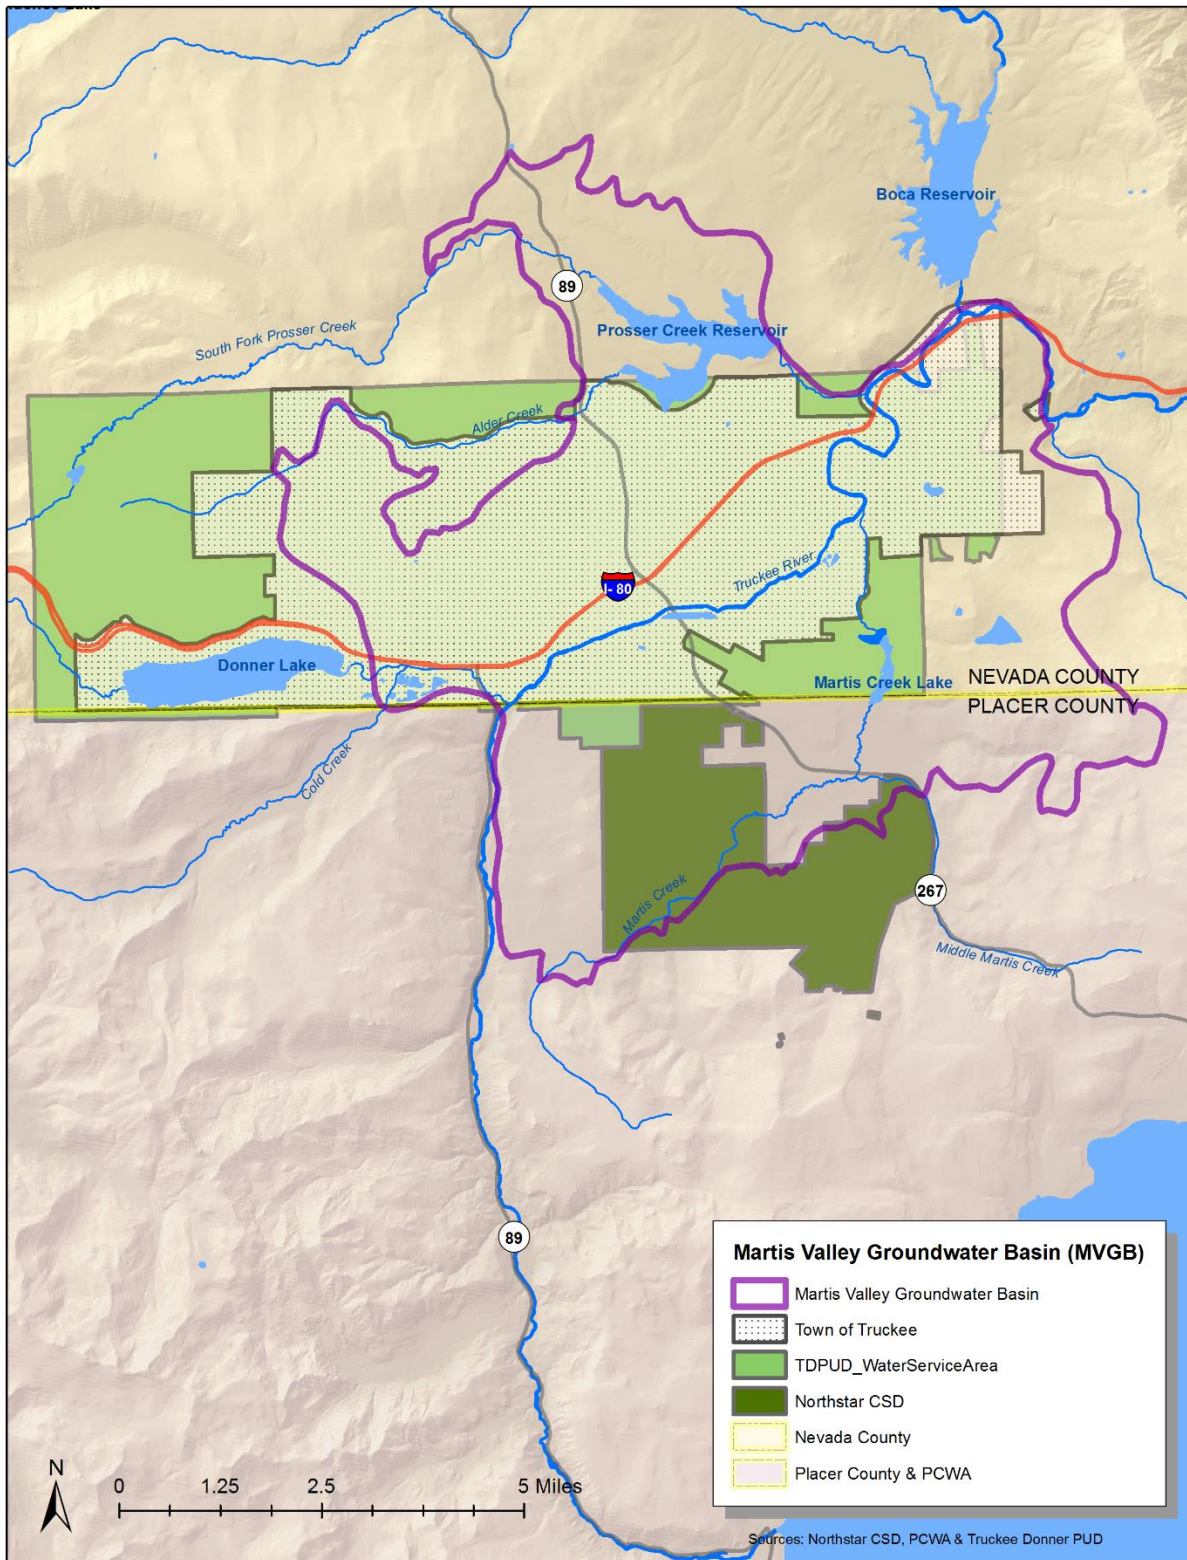 Boca Reservoir
89
Prosser Creek Reservoir
South Fork Prosser Creek
Alder Creek
I- 80
Truckee River
Donner Lake
Martis Creek Lake
NEVADA COUNTY
PLACER COUNTY
Cold Creek
Martis Creek
267
Middle Martis Creek
89
Martis Valley Groundwater Basin (MVGB)
Martis Valley Groundwater Basin
Town of Truckee
TDPUD_WaterServiceArea
Northstar CSD
Nevada County
Placer County & PCWA
N
0 1.25 2.5 5 Miles
Sources: Northstar CSD, PCWA & Truckee Donner PUD